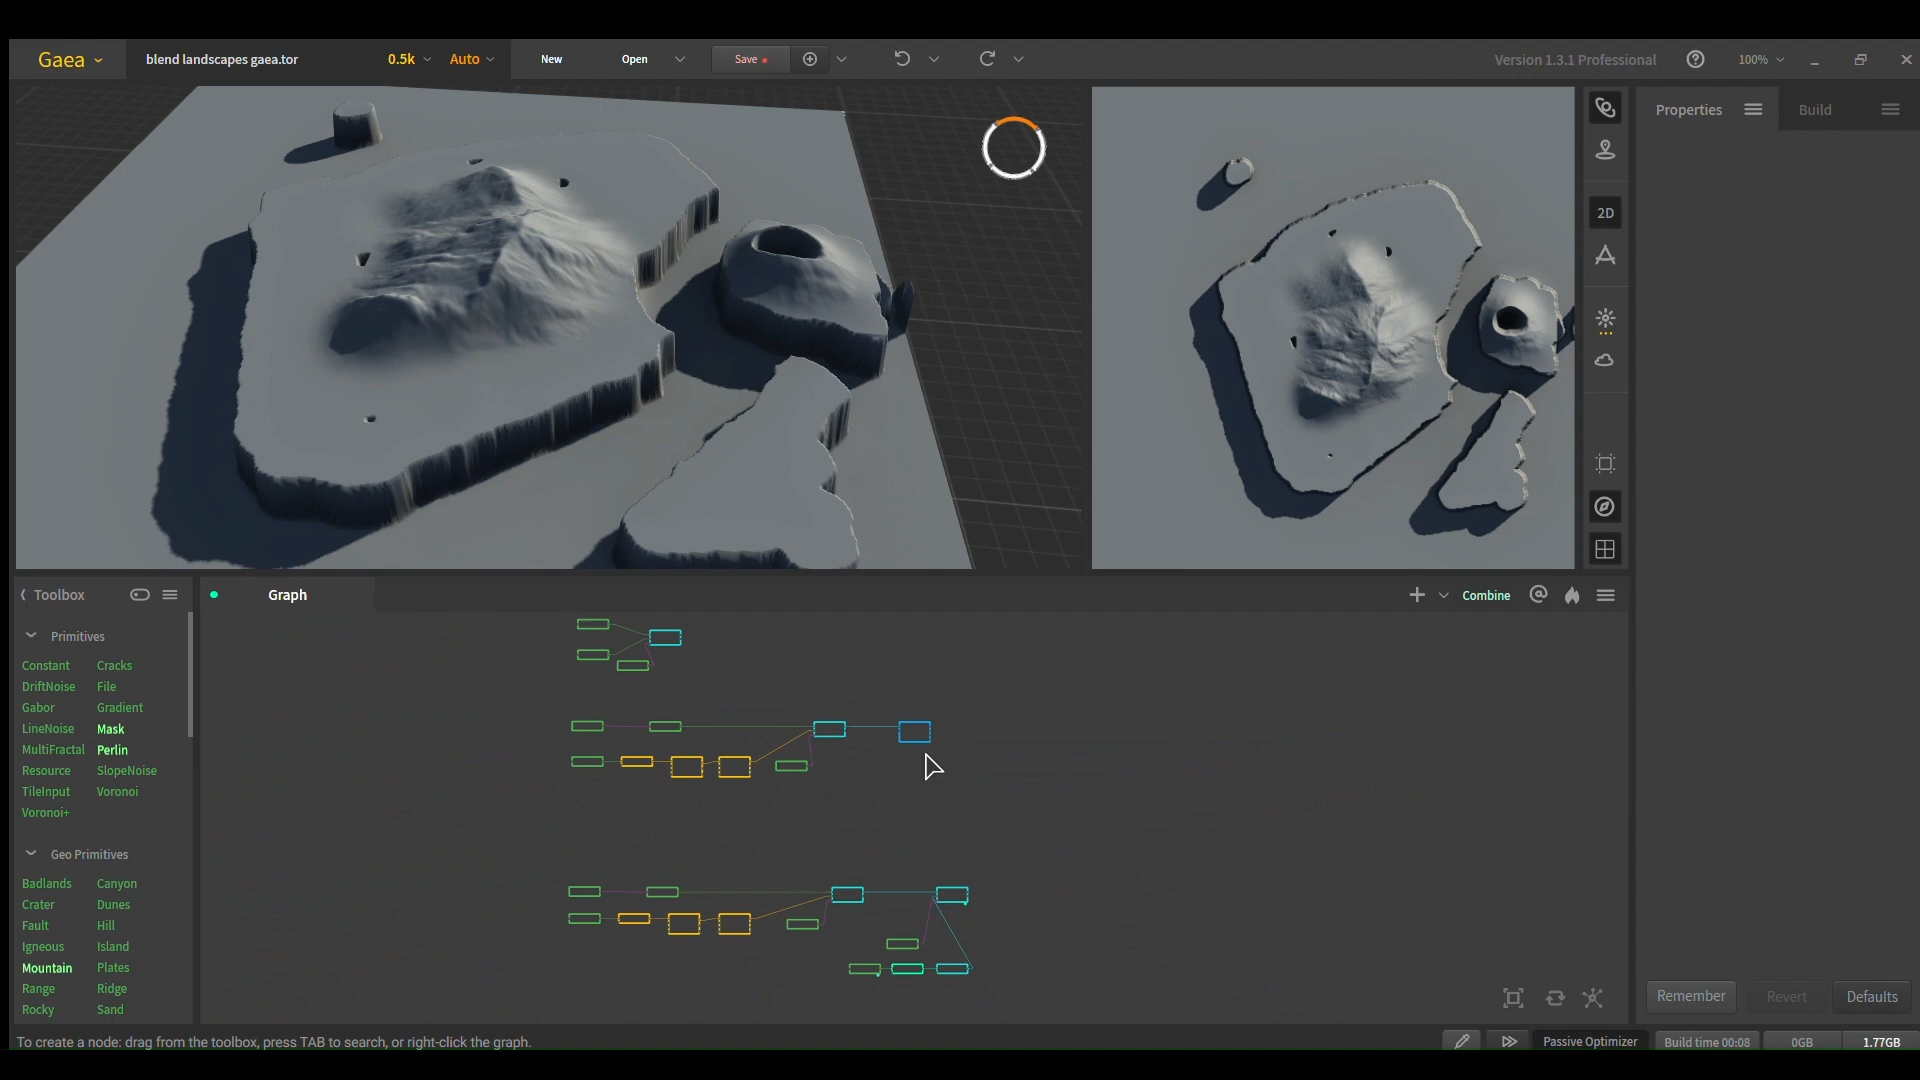 Gaea
blend landscapes gaea.tor
0.5k
Auto
New
Open
Save
Version 1.3.1 Professional
100%
Properties
Build
2D
Toolbox
Graph
Combine
Primitives
Constant Cracks
DriftNoise File
Gabor Gradient
LineNoise Mask
MultiFractal Perlin
Resource SlopeNoise
TileInput Voronoi
Voronoi+
Geo Primitives
Badlands Canyon
Crater Dunes
Fault Hill
Igneous Island
Mountain Plates
Range Ridge
Rocky Sand
Remember
Revert
Defaults
To create a node: drag from the toolbox, press TAB to search, or right-click the graph.
Passive Optimizer
Build time 00:08
0GB
1.77GB